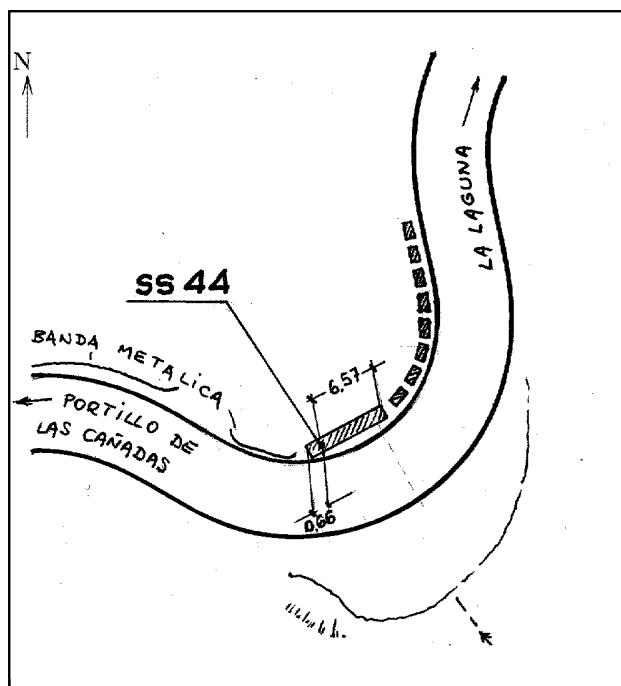 N
LA LAGUNA
SS 44
BANDA METALICA
6,57
PORTILLO DE
LAS CAÑADAS
0,66